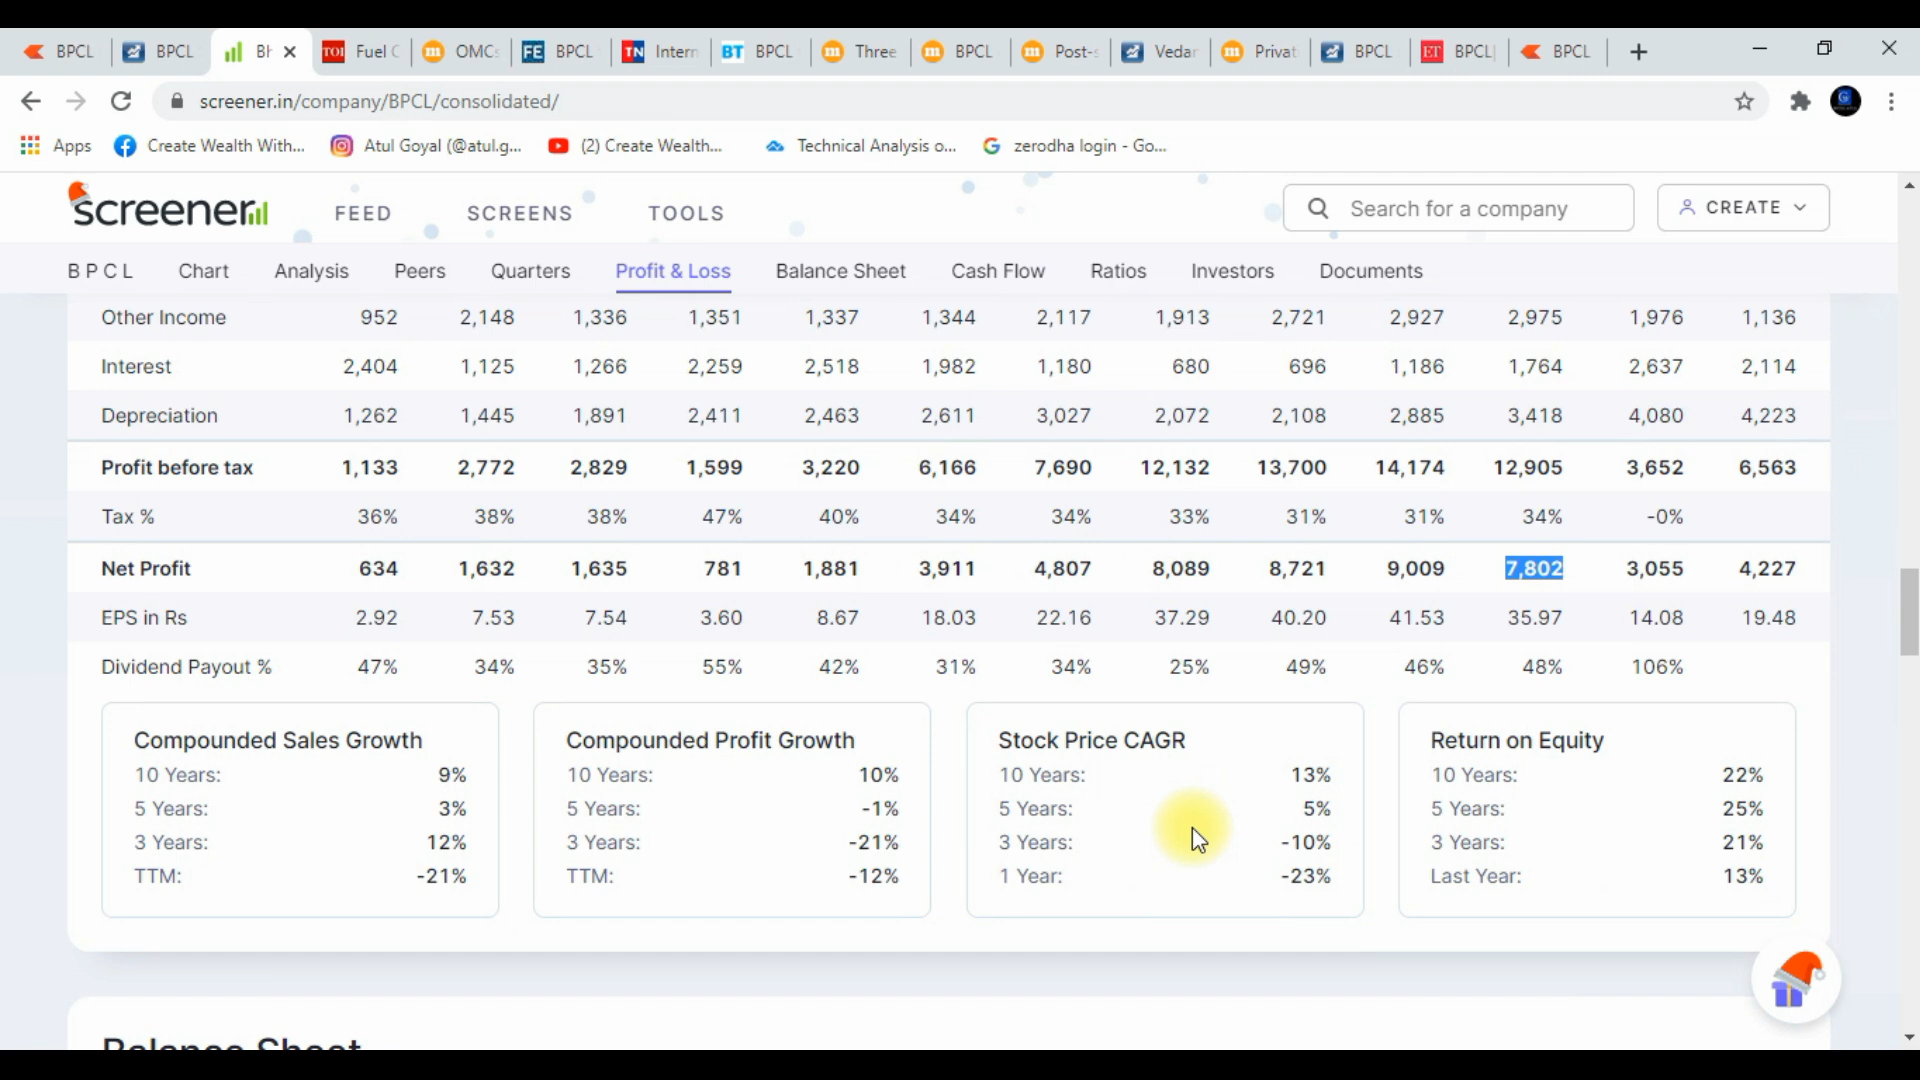 BPCL BPCL Bh TOI Fuel C OMCs FE BPCL TN Intern BT BPCL Three BPCL Post-s Vedar Privat BPCL ET BPCL| BPCL
screener.in/company/BPCL/consolidated/
Apps Create Wealth With... Atul Goyal (@atul.g... (2) Create Wealth... Technical Analysis o... zerodha login - Go...
screener FEED SCREENS TOOLS Search for a company CREATE
B P C L Chart Analysis Peers Quarters Profit & Loss Balance Sheet Cash Flow Ratios Investors Documents
Other Income 952 2,148 1,336 1,351 1,337 1,344 2,117 1,913 2,721 2,927 2,975 1,976 1,136
Interest 2,404 1,125 1,266 2,259 2,518 1,982 1,180 680 696 1,186 1,764 2,637 2,114
Depreciation 1,262 1,445 1,891 2,411 2,463 2,611 3,027 2,072 2,108 2,885 3,418 4,080 4,223
Profit before tax 1,133 2,772 2,829 1,599 3,220 6,166 7,690 12,132 13,700 14,174 12,905 3,652 6,563
Tax % 36% 38% 38% 47% 40% 34% 34% 33% 31% 31% 34% -0%
Net Profit 634 1,632 1,635 781 1,881 3,911 4,807 8,089 8,721 9,009 7,802 3,055 4,227
EPS in Rs 2.92 7.53 7.54 3.60 8.67 18.03 22.16 37.29 40.20 41.53 35.97 14.08 19.48
Dividend Payout % 47% 34% 35% 55% 42% 31% 34% 25% 49% 46% 48% 106%
Compounded Sales Growth
10 Years: 9%
5 Years: 3%
3 Years: 12%
TTM: -21%
Compounded Profit Growth
10 Years: 10%
5 Years: -1%
3 Years: -21%
TTM: -12%
Stock Price CAGR
10 Years: 13%
5 Years: 5%
3 Years: -10%
1 Year: -23%
Return on Equity
10 Years: 22%
5 Years: 25%
3 Years: 21%
Last Year: 13%
Balance Sheet